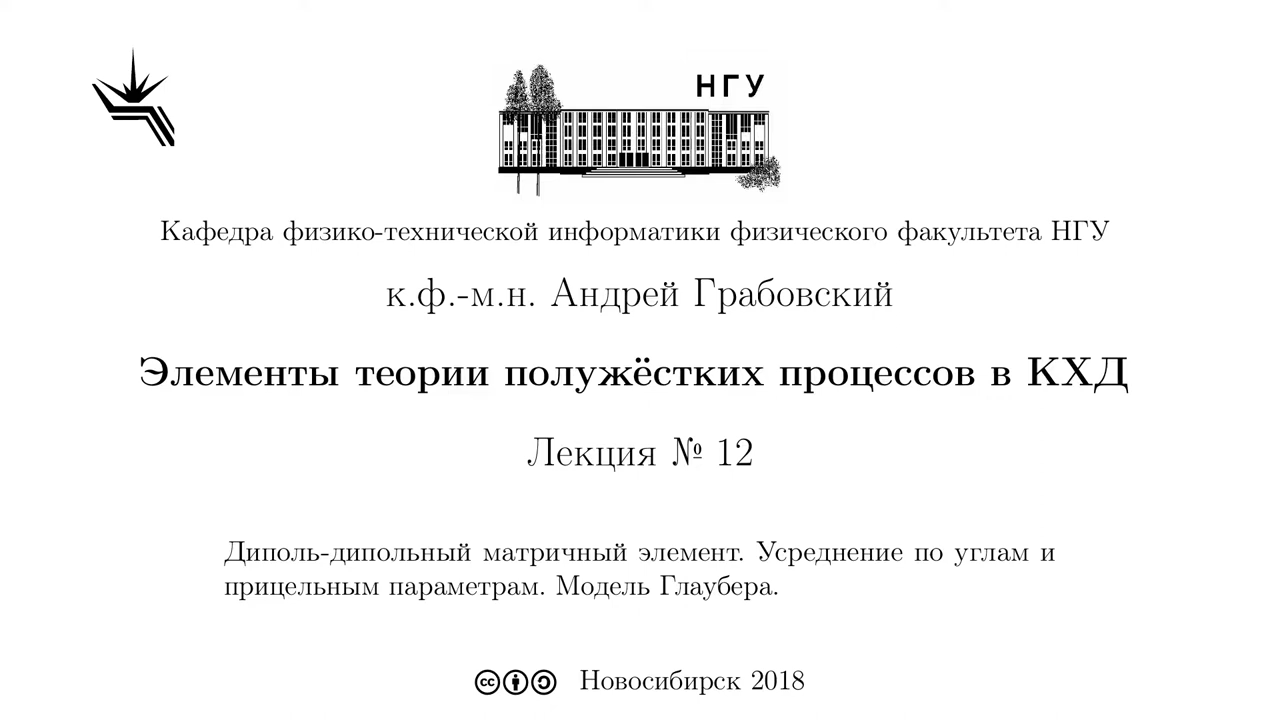 НГУ
Кафедра физико-технической информатики физического факультета НГУ
к.ф.-м.н. Андрей Грабовский
Элементы теории полужёстких процессов в КХД
Лекция № 12
Диполь-дипольный матричный элемент. Усреднение по углам и
прицельным параметрам. Модель Глаубера.
cc Новосибирск 2018